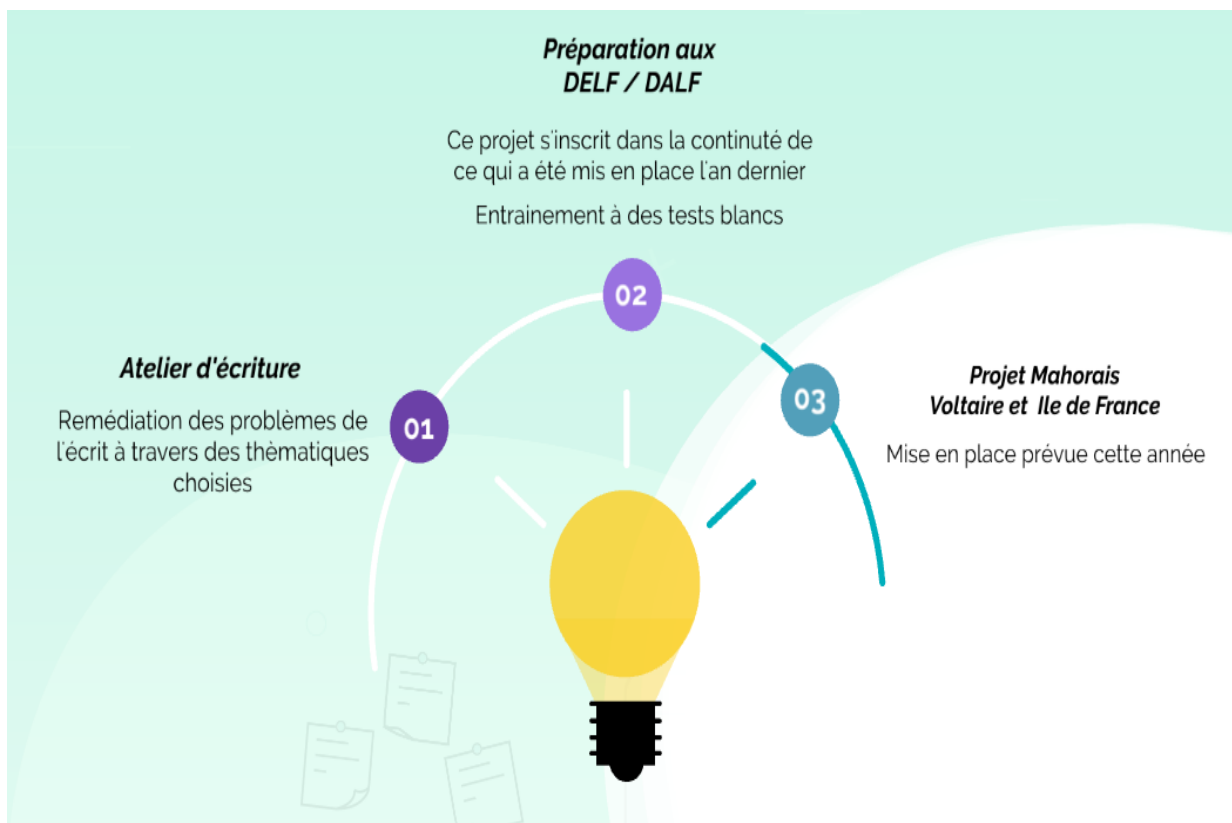 Préparation aux
DELF / DALF
Ce projet s'inscrit dans la continuté de
ce qui a été mis en place l'an dernier
Entrainement à des tests blancs
02
Atelier d'écriture
Remédiation des problèmes de
l'écrit à travers des thèmatiques
choisies
01
03
Projet Mahorais
Voltaire et Ile de France
Mise en place prévue cette année